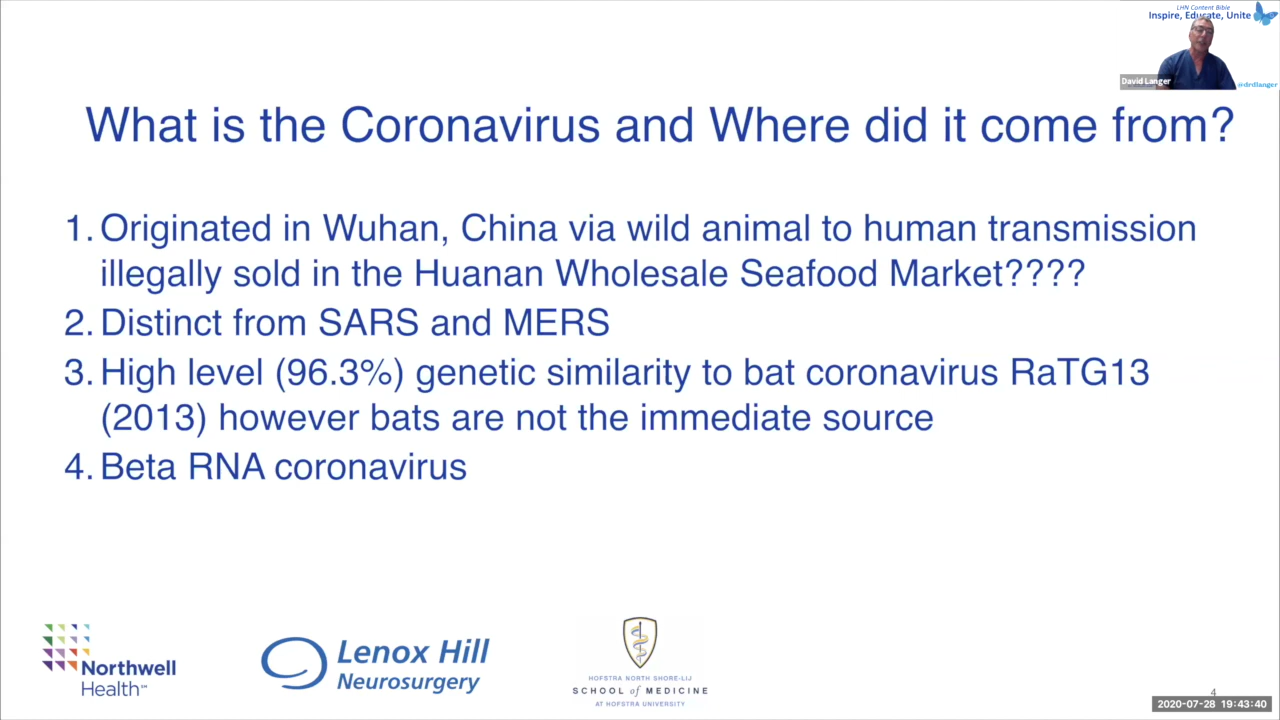 LHN Content Bible
Inspire, Educate, Unite
David Langer
@drdlanger
What is the Coronavirus and Where did it come from?
1. Originated in Wuhan, China via wild animal to human transmission
illegally sold in the Huanan Wholesale Seafood Market????
2. Distinct from SARS and MERS
3. High level (96.3%) genetic similarity to bat coronavirus RaTG13
(2013) however bats are not the immediate source
4. Beta RNA coronavirus
Northwell
Health℠
Lenox Hill
Neurosurgery
HOFSTRA NORTH SHORE-LIJ
SCHOOL of MEDICINE
AT HOFSTRA UNIVERSITY
4
2020-07-28 19:43:40